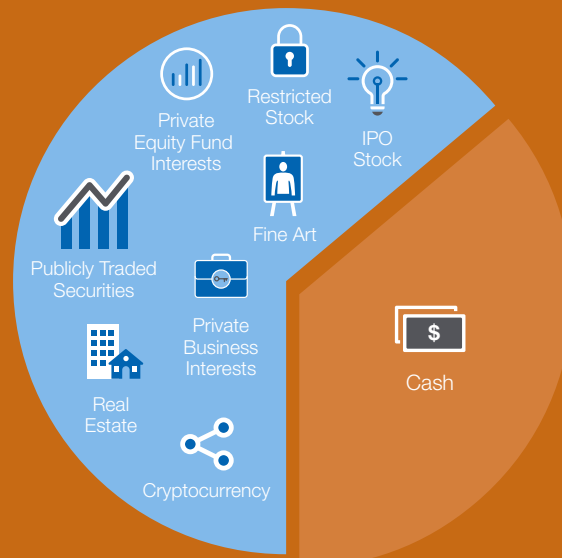 Restricted
Stock
Private
Equity Fund
Interests
IPO
Stock
Fine Art
Publicly Traded
Securities
Private
Business
Interests
$
Cash
Real
Estate
Cryptocurrency